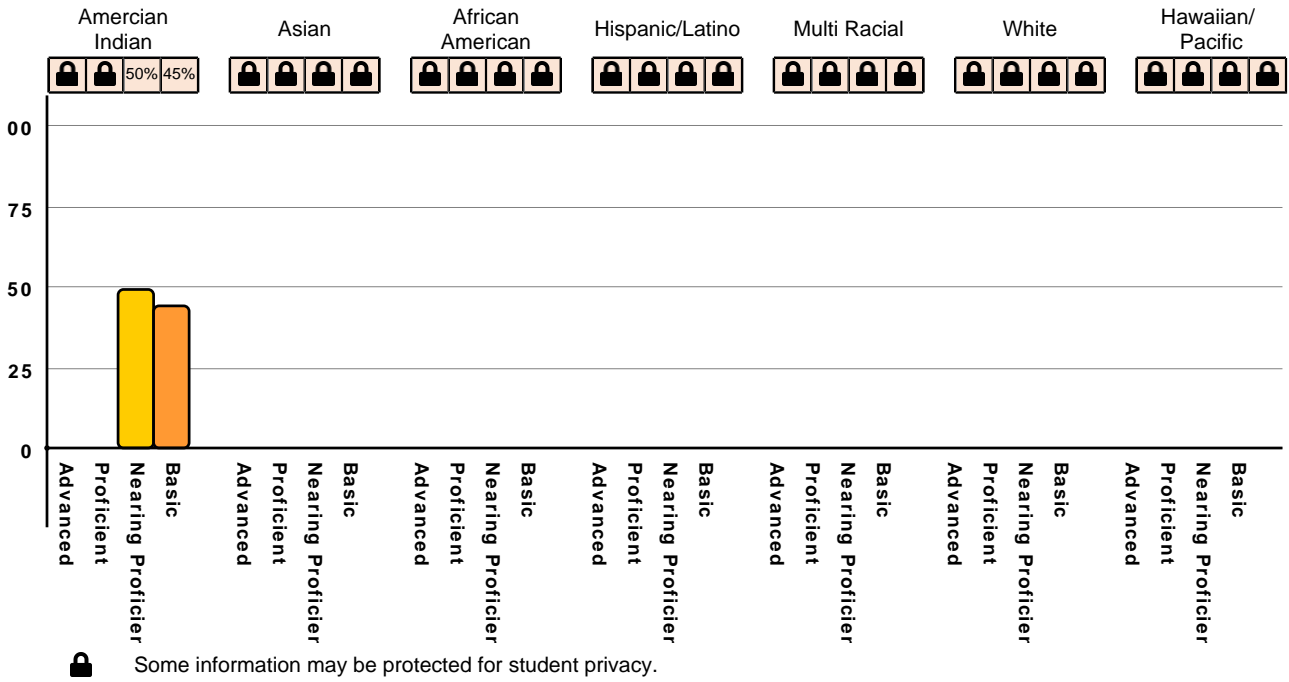 Amercian
Indian
Asian
African
American
Hispanic/Latino
Multi Racial
White
Hawaiian/
Pacific
50% 45%
00
75
50
25
0
Advanced
Proficient
Nearing Proficier
Basic
Advanced
Proficient
Nearing Proficier
Basic
Advanced
Proficient
Nearing Proficier
Basic
Advanced
Proficient
Nearing Proficier
Basic
Advanced
Proficient
Nearing Proficier
Basic
Advanced
Proficient
Nearing Proficier
Basic
Advanced
Proficient
Nearing Proficier
Basic
Some information may be protected for student privacy.